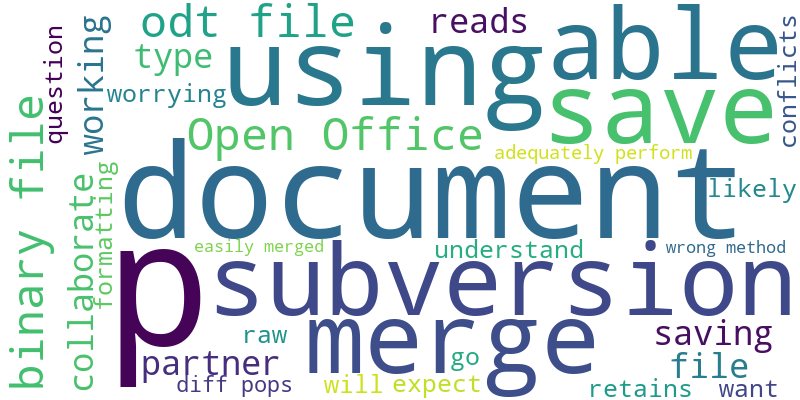 odt file
reads
able
conflicts
using
type
working
question
worrying
save
Open Office
binary file
adequately perform
document
likely
collaborate
formatting
p
easily merged
understand
wrong method
subversion
merge
raw
saving
partner
go
file
diff pops
will
expect
retains
want